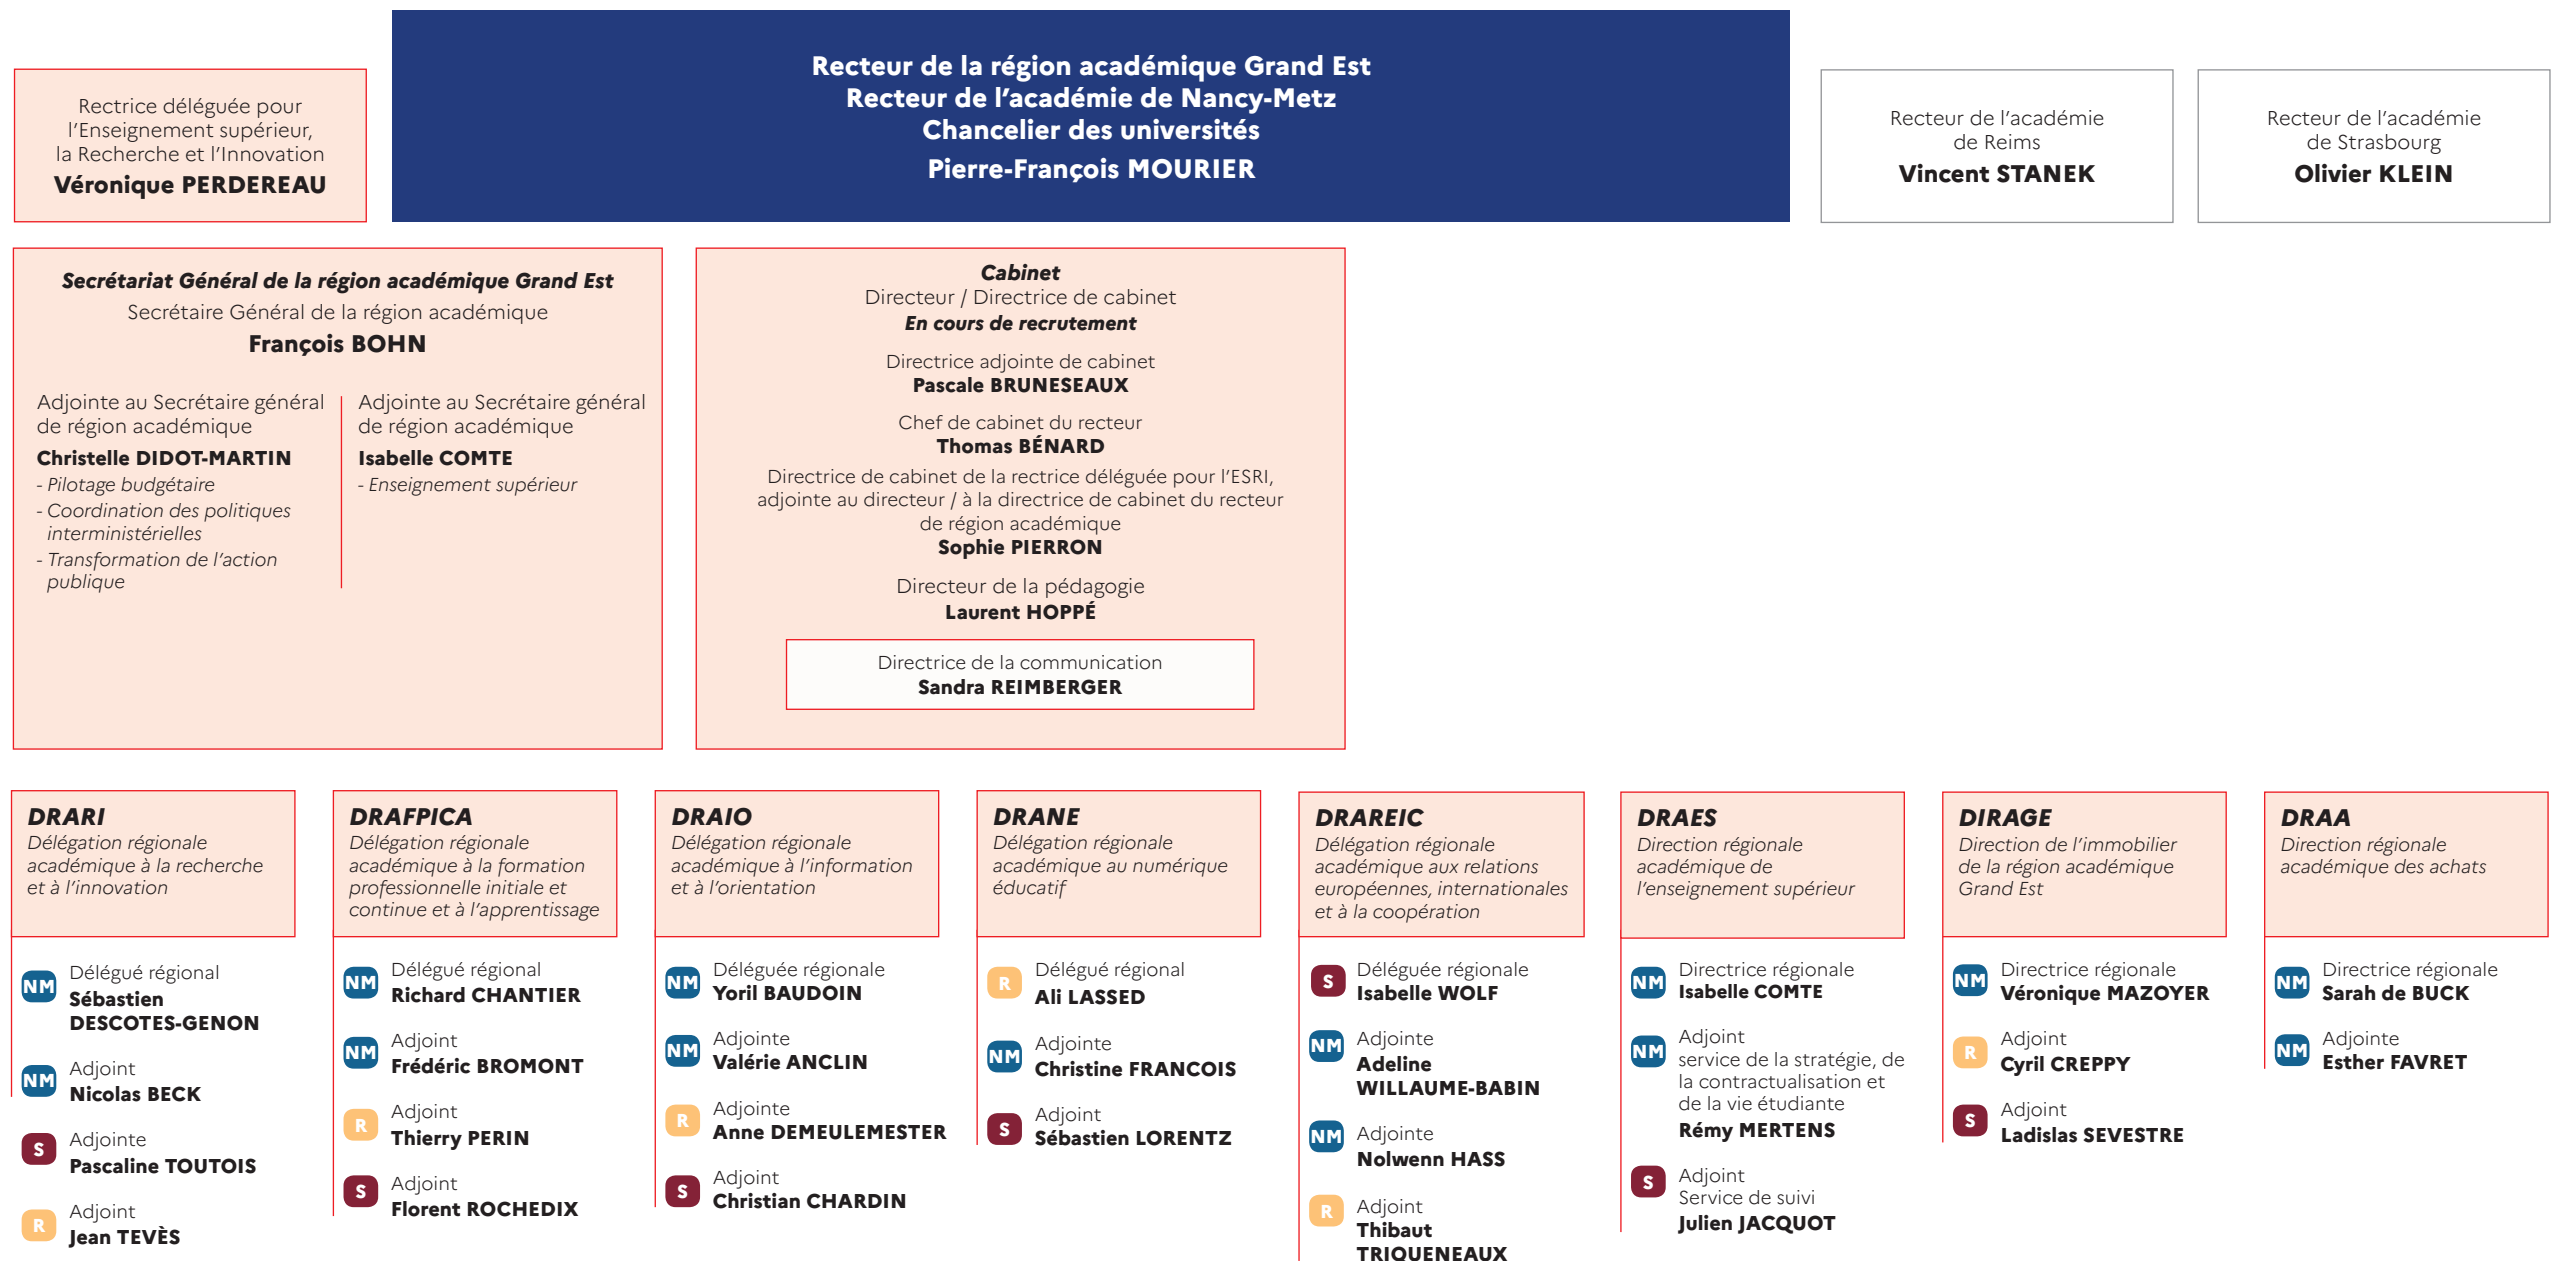 Rectrice déléguée pour
l'Enseignement supérieur,
la Recherche et l'Innovation
Véronique PERDEREAU
Recteur de la région académique Grand Est
Recteur de l'académie de Nancy-Metz
Chancelier des universités
Pierre-François MOURIER
Recteur de l'académie
de Reims
Vincent STANEK
Recteur de l'académie
de Strasbourg
Olivier KLEIN
Secrétariat Général de la région académique Grand Est
Secrétaire Général de la région académique
François BOHN
Adjointe au Secrétaire général
de région académique
Christelle DIDOT-MARTIN
- Pilotage budgétaire
- Coordination des politiques
interministérielles
- Transformation de l'action
publique
Adjointe au Secrétaire général
de région académique
Isabelle COMTE
- Enseignement supérieur
Cabinet
Directeur / Directrice de cabinet
En cours de recrutement
Directrice adjointe de cabinet
Pascale BRUNESEAUX
Chef de cabinet du recteur
Thomas BÉNARD
Directrice de cabinet de la rectrice déléguée pour l'ESRI,
adjointe au directeur / à la directrice de cabinet du recteur
de région académique
Sophie PIERRON
Directeur de la pédagogie
Laurent HOPPÉ
Directrice de la communication
Sandra REIMBERGER
DRARI
Délégation régionale
académique à la recherche
et à l'innovation
NM
Délégué régional
Sébastien
DESCOTES-GENON
NM
Adjoint
Nicolas BECK
S
Adjointe
Pascaline TOUTOIS
R
Adjoint
Jean TEVÈS
DRAFPICA
Délégation régionale
académique à la formation
professionnelle initiale et
continue et à l'apprentissage
NM
Délégué régional
Richard CHANTIER
NM
Adjoint
Frédéric BROMONT
R
Adjoint
Thierry PERIN
S
Adjoint
Florent ROCHEDIX
DRAIO
Délégation régionale
académique à l'information
et à l'orientation
NM
Déléguée régionale
Yoril BAUDOIN
NM
Adjointe
Valérie ANCLIN
R
Adjointe
Anne DEMEULEMESTER
S
Adjoint
Christian CHARDIN
DRANE
Délégation régionale
académique au numérique
éducatif
R
Délégué régional
Ali LASSED
NM
Adjointe
Christine FRANCOIS
S
Adjoint
Sébastien LORENTZ
DRAREIC
Délégation régionale
académique aux relations
européennes, internationales
et à la coopération
S
Déléguée régionale
Isabelle WOLF
NM
Adjointe
Adeline
WILLAUME-BABIN
NM
Adjointe
Nolwenn HASS
R
Adjoint
Thibaut
TRIQUENEAUX
DRAES
Direction régionale
académique de
l'enseignement supérieur
NM
Directrice régionale
Isabelle COMTE
NM
Adjoint
service de la stratégie, de
la contractualisation et
de la vie étudiante
Rémy MERTENS
S
Adjoint
Service de suivi
Julien JACQUOT
DIRAGE
Direction de l'immobilier
de la région académique
Grand Est
NM
Directrice régionale
Véronique MAZOYER
R
Adjoint
Cyril CREPPY
S
Adjoint
Ladislas SEVESTRE
DRAA
Direction régionale
académique des achats
NM
Directrice régionale
Sarah de BUCK
NM
Adjointe
Esther FAVRET